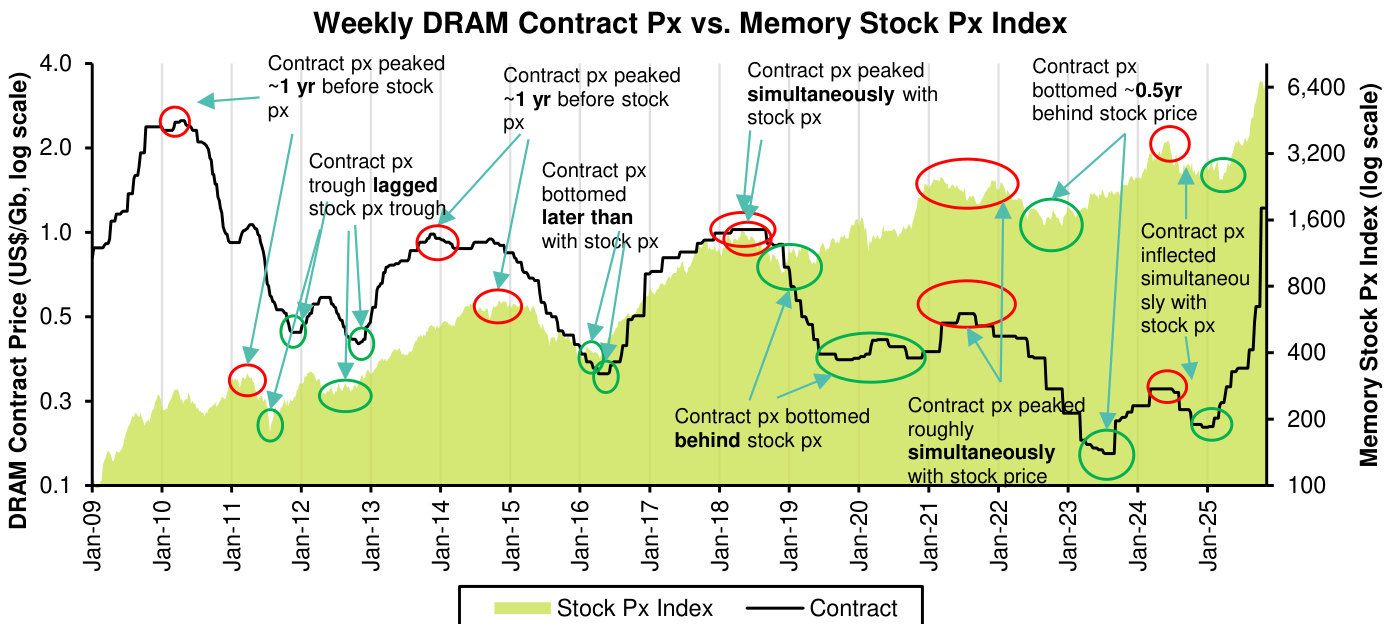 Weekly DRAM Contract Px vs. Memory Stock Px Index
DRAM Contract Price (US$/Gb, log scale)
4.0
2.0
1.0
0.5
0.3
0.1
Contract px peaked
~1 yr before stock
px
Contract px
trough lagged
stock px trough
Contract px peaked
~1 yr before stock
px
Contract px
bottomed
later than
with stock px
Contract px peaked
simultaneously with
stock px
Contract px
bottomed ~0.5yr
behind stock price
Contract px bottomed
behind stock px
Contract px peaked
roughly
simultaneously
with stock price
Contract px
inflected
simultaneou
sly with
stock px
6,400
3,200
1,600
800
400
200
100
Memory Stock Px Index (log scale)
Jan-09
Jan-10
Jan-11
Jan-12
Jan-13
Jan-14
Jan-15
Jan-16
Jan-17
Jan-18
Jan-19
Jan-20
Jan-21
Jan-22
Jan-23
Jan-24
Jan-25
Stock Px Index
Contract